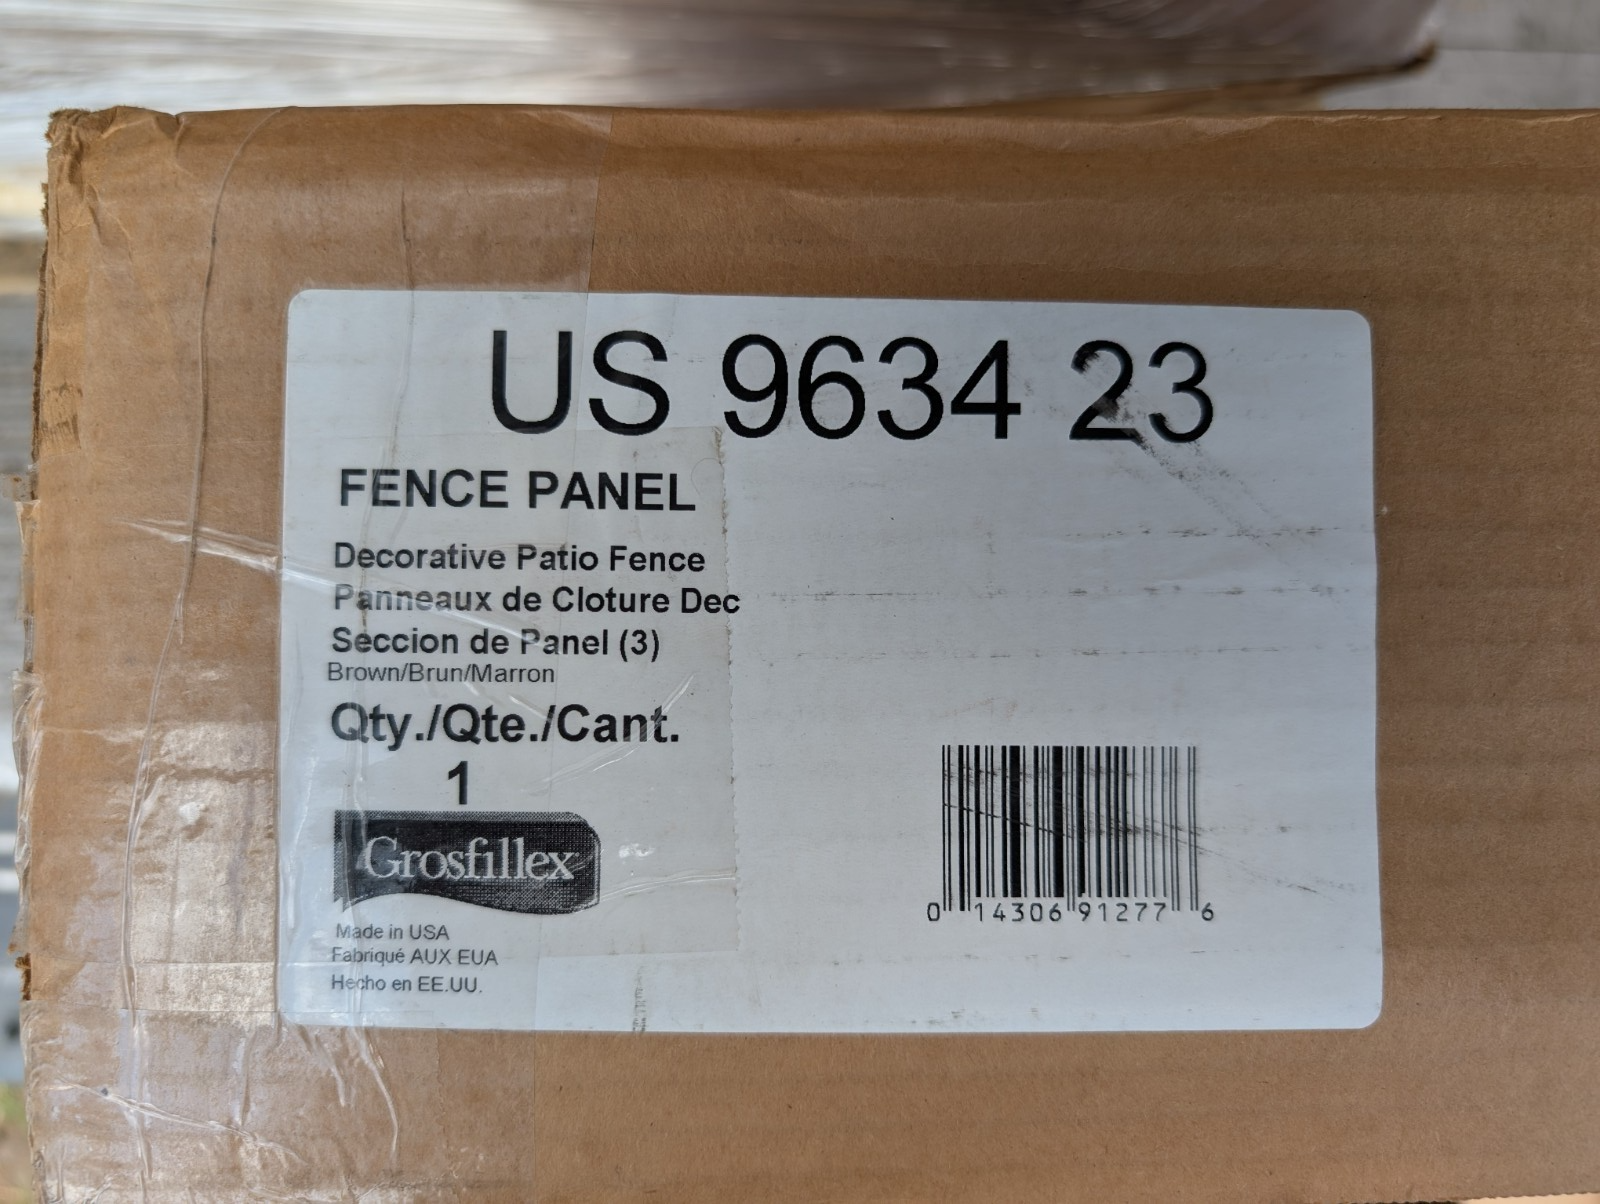 US 9634 23
FENCE PANEL
Decorative Patio Fence
Panneaux de Cloture Dec
Seccion de Panel (3)
Brown/Brun/Marron
Qty./Qte./Cant.
1
Grosfillex
Made in USA
Fabriqué AUX EUA
Hecho en EE.UU.
0 14306 91277 6